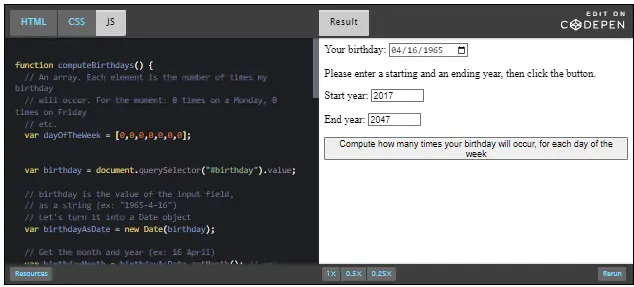 HTML CSS JS Result EDIT ON
CODEPEN
function computeBirthdays() {
// An array. Each element is the number of times my
birthday
// will occur. For the moment: 0 times on a Monday, 0
times on Friday
// etc.
var dayOfTheWeek = [0,0,0,0,0,0,0];
var birthday = document.querySelector("#birthday").value;
// birthday is the value of the input field,
// as a string (ex: "1965-4-16")
// Let's turn it into a Date object
var birthdayAsDate = new Date(birthday);
// Get the month and year (ex: 16 April)
Your birthday: 04/16/1965
Please enter a starting and an ending year, then click the button.
Start year: 2017
End year: 2047
Compute how many times your birthday will occur, for each day of the
week
Resources 1X 0.5X 0.25X Rerun